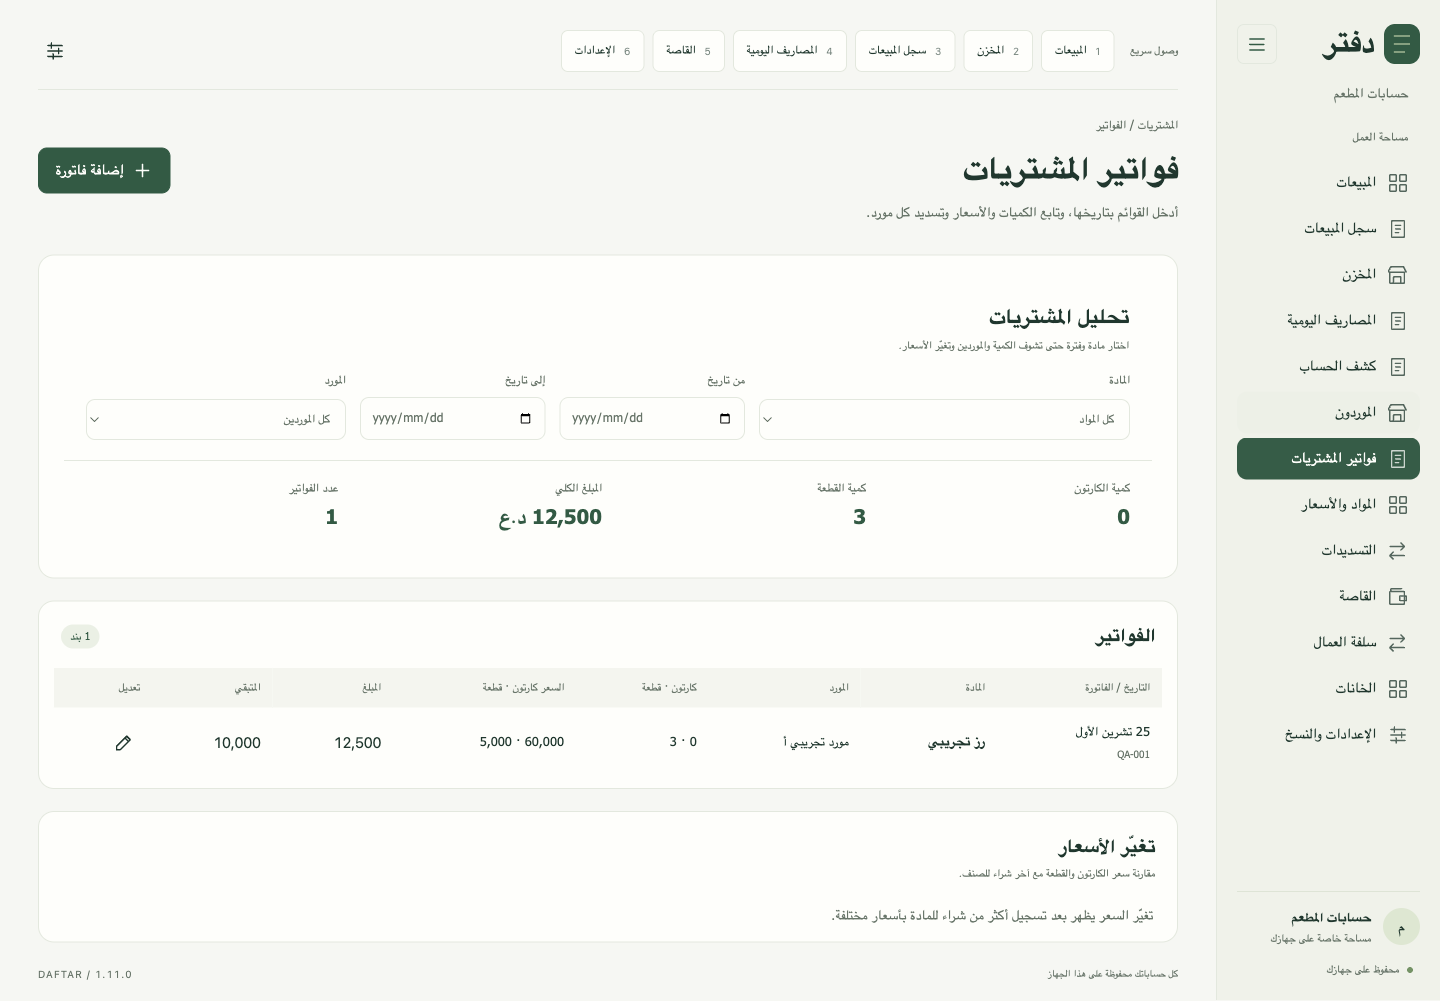 دفتر
حسابات المطعم
مساحة العمل
المبيعات
سجل المبيعات
المخزن
المصاريف اليومية
كشف الحساب
الموردون
فواتير المشتريات
المواد والأسعار
التسديدات
القاصة
سلفة العمال
الخانات
الإعدادات والنسخ
م
حسابات المطعم
مساحة خاصة على جهازك
محفوظ على جهازك
وصول سريع
1 المبيعات
2 المخزن
3 سجل المبيعات
4 المصاريف اليومية
5 القاصة
6 الإعدادات
المشتريات / الفواتير
فواتير المشتريات
أدخل القوائم بتاريخها، وتابع الكميات والأسعار وتسديد كل مورد.
إضافة فاتورة
تحليل المشتريات
اختار مادة وفترة حتى تشوف الكمية والموردين وتغيّر الأسعار.
المادة من تاريخ إلى تاريخ المورد
كل المواد yyyy/mm/dd yyyy/mm/dd كل الموردين
كمية الكارتون كمية القطعة المبلغ الكلي عدد الفواتير
0 3 12,500 د.ع 1
الفواتير
1 بند
التاريخ / الفاتورة المادة المورد كارتون · قطعة السعر كارتون · قطعة المبلغ المتبقي تعديل
25 تشرين الأول رز تجريبي مورد تجريبي أ 0 · 3 60,000 · 5,000 12,500 10,000
QA-001
تغيّر الأسعار
مقارنة سعر الكارتون والقطعة مع آخر شراء للصنف.
تغيّر السعر يظهر بعد تسجيل أكثر من شراء للمادة بأسعار مختلفة.
كل حساباتك محفوظة على هذا الجهاز
DAFTAR / 1.11.0